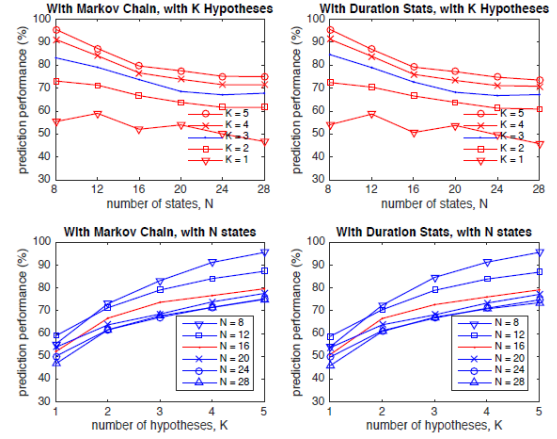 With Markov Chain, with K Hypotheses
With Duration Stats, with K Hypotheses
prediction performance (%)
100
90
80
70
60
50
40
30
K = 5
K = 4
K = 3
K = 2
K = 1
8 12 16 20 24 28
number of states, N
prediction performance (%)
100
90
80
70
60
50
40
30
K = 5
K = 4
K = 3
K = 2
K = 1
8 12 16 20 24 28
number of states, N
With Markov Chain, with N states
With Duration Stats, with N states
prediction performance (%)
100
90
80
70
60
50
40
30
N = 8
N = 12
N = 16
N = 20
N = 24
N = 28
1 2 3 4 5
number of hypotheses, K
prediction performance (%)
100
90
80
70
60
50
40
30
N = 8
N = 12
N = 16
N = 20
N = 24
N = 28
1 2 3 4 5
number of hypotheses, K